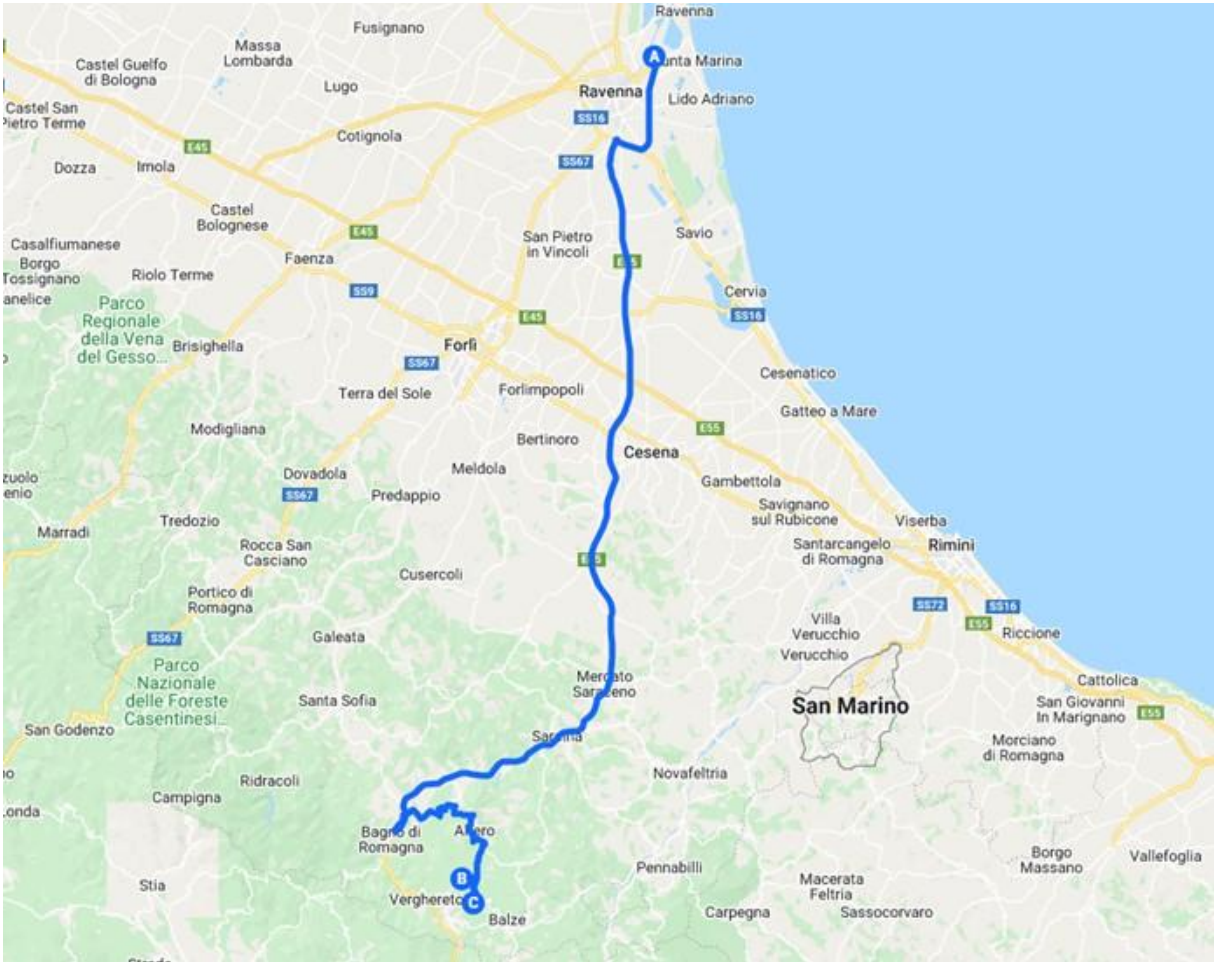 Ravenna
Fusignano
Massa
Lombarda
Castel Guelfo
di Bologna
A
unta Marina
Lugo
Ravenna
Lido Adriano
Castel San
Pietro Terme
SS16
Cotignola
E45
SS67
Dozza
Imola
Castel
Bolognese
Casalfiumanese
San Pietro
in Vincoli
Savio
E45
Borgo
Tossignano
Faenza
Riolo Terme
anelice
SS9
Cervia
SS16
Parco
Regionale
della Vena
del Gesso...
E45
Brisighella
Forlì
SS67
Cesenatico
Terra del Sole
Forlimpopoli
Gatteo a Mare
Modigliana
E55
Bertinoro
Cesena
Meldola
Dovadola
zuolo
enio
Gambettola
SS67
Predappio
Savignano
sul Rubicone
Tredozio
Viserba
Marradi
Rocca San
Casciano
Santarcangelo
di Romagna
Rimini
Cusercoli
Portico di
Romagna
SS72
SS16
Villa
Verucchio
E55
Galeata
SS67
Riccione
Verucchio
Parco
Nazionale
delle Foreste
Casentinesi...
Mercato
Saraceno
Cattolica
Santa Sofia
San Marino
San Giovanni
In Marignano
E55
San Godenzo
Morciano
di Romagna
Novafeltria
Ridracoli
Campigna
Londa
Bagno di
Romagna
Pennabilli
Borgo
Massano
Vallefoglia
B
Stia
Macerata
Feltria
Verghereto
C
Carpegna
Sassocorvaro
Balze